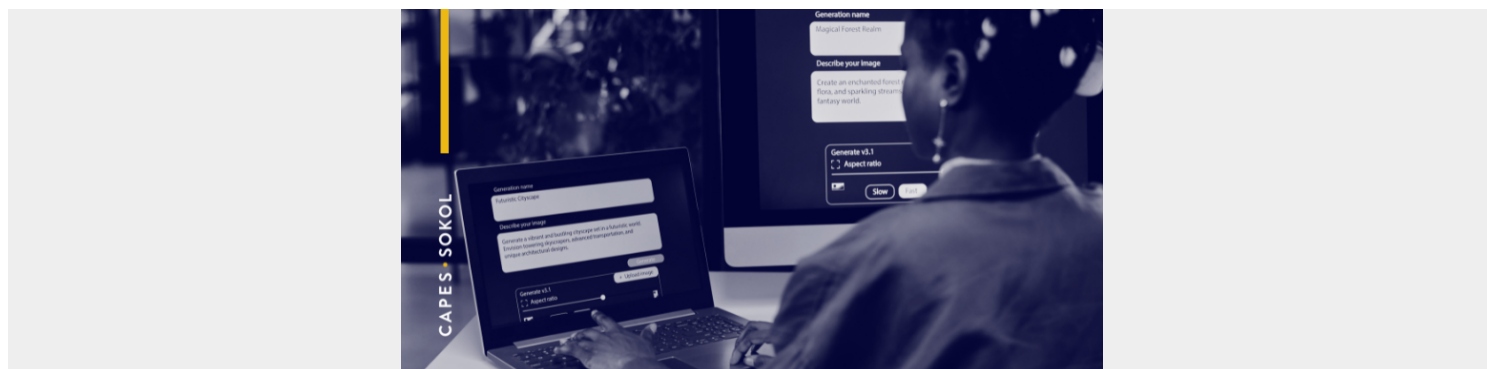 CAPES • SOKOL
Generation name
Futuristic Cityscape
Describe your image
Generate a vibrant and bustling cityscape set in a futuristic world.
Envision towering skyscrapers, advanced transportation, and
unique architectural designs.
+ Upload image
Generate v3.1
Aspect ratio
Generation name
Magical Forest Realm
Describe your image
Create an enchanted forest
flora, and sparkling streams
fantasy world.
Generate v3.1
Aspect ratio
Slow
Fast